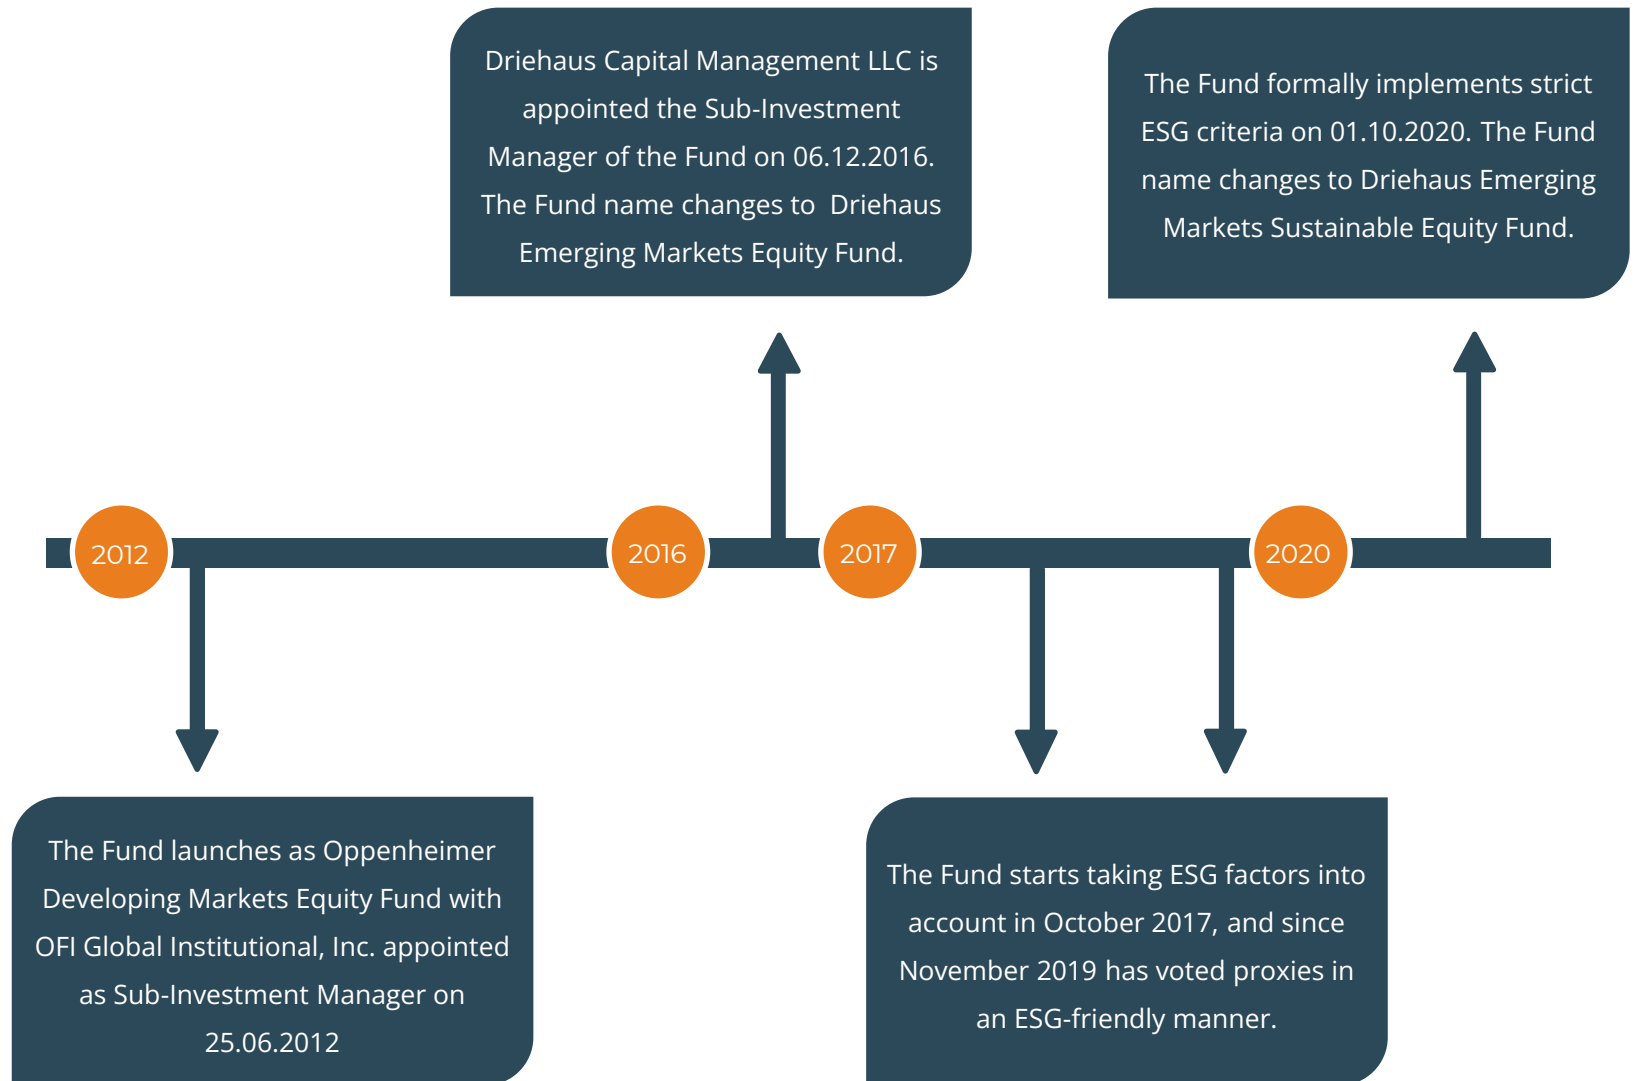 Driehaus Capital Management LLC is
appointed the Sub-Investment
Manager of the Fund on 06.12.2016.
The Fund name changes to  Driehaus
Emerging Markets Equity Fund.
The Fund formally implements strict
ESG criteria on 01.10.2020. The Fund
name changes to Driehaus Emerging
Markets Sustainable Equity Fund.
2012
2016
2017
2020
The Fund launches as Oppenheimer
Developing Markets Equity Fund with
OFI Global Institutional, Inc. appointed
as Sub-Investment Manager on
25.06.2012
The Fund starts taking ESG factors into
account in October 2017, and since
November 2019 has voted proxies in
an ESG-friendly manner.